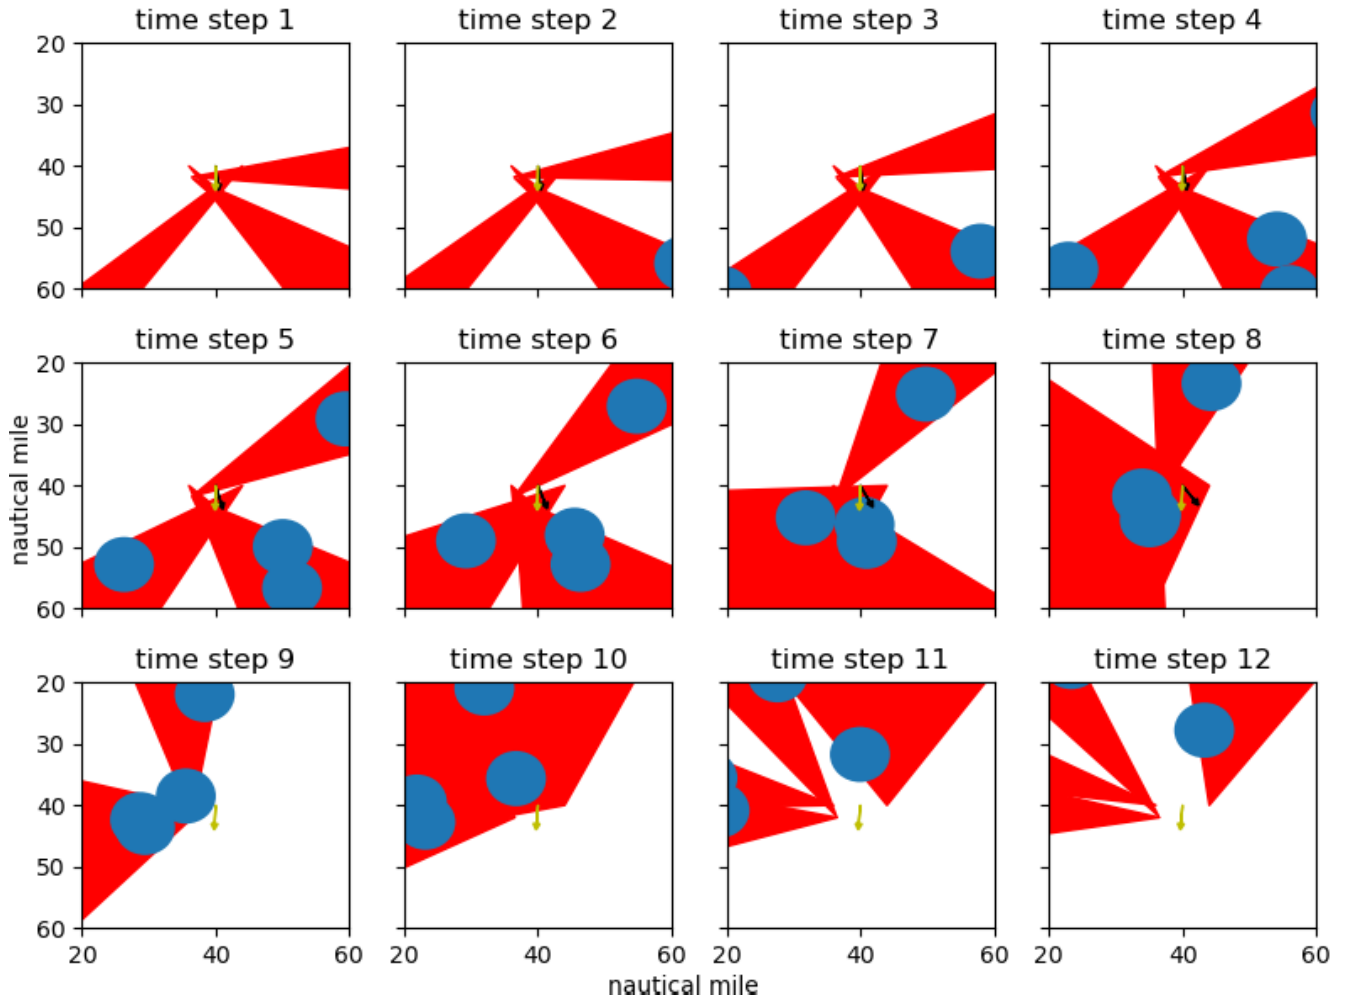 time step 1
time step 2
time step 3
time step 4
20
30
40
50
60
time step 5
time step 6
time step 7
time step 8
20
30
40
50
60
nautical mile
time step 9
time step 10
time step 11
time step 12
20
30
40
50
60
20 40 60
20 40 60
20 40 60
20 40 60
nautical mile